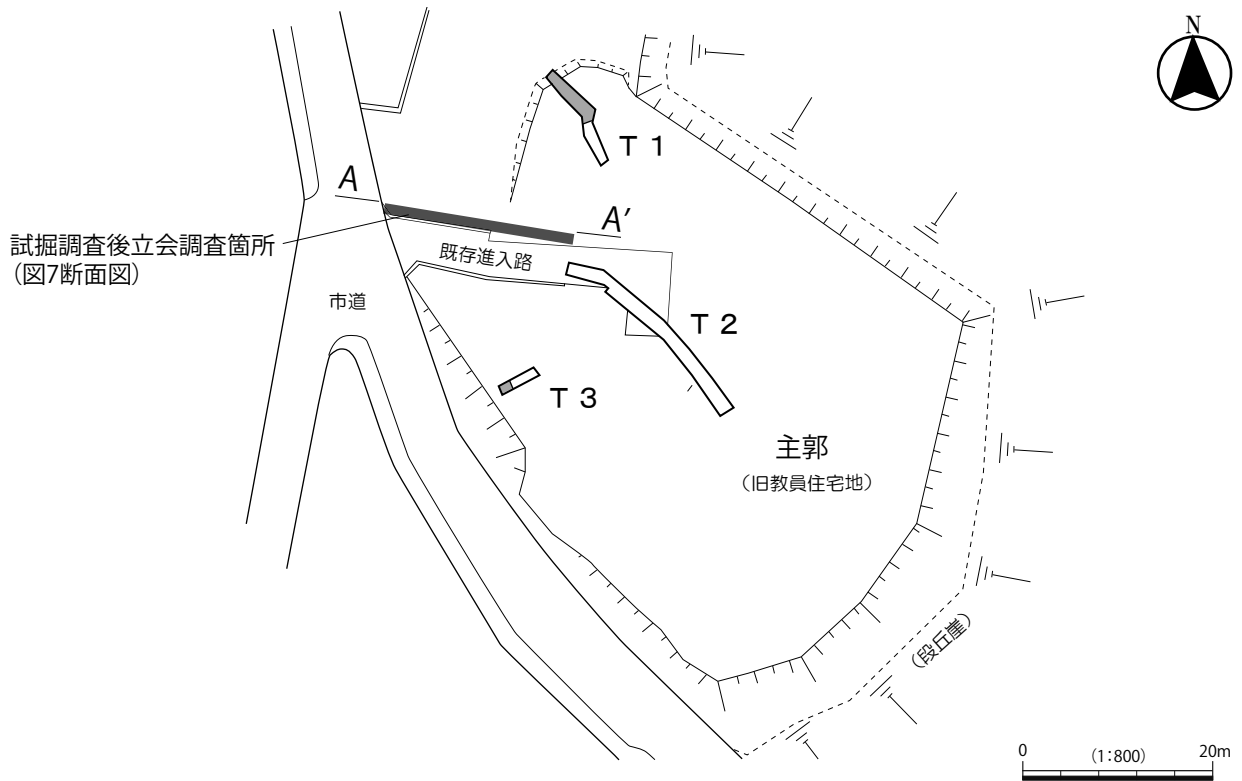 N
T 1
A
A′
試掘調査後立会調査箇所
(図7断面図)
既存進入路
市道
T 2
T 3
主郭
(旧教員住宅地)
(段丘崖)
0
(1:800)
20m